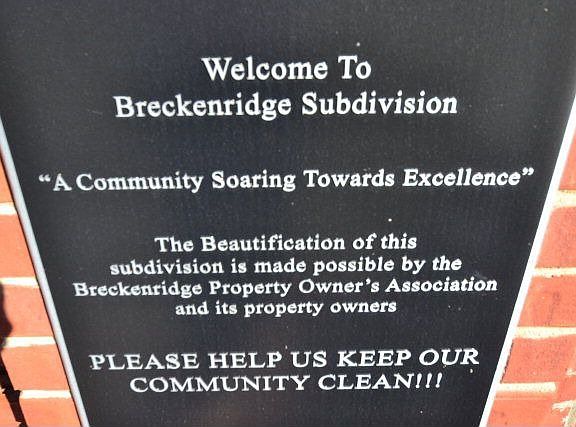 Welcome To
Breckenridge Subdivision
“A Community Soaring Towards Excellence”
The Beautification of this
subdivision is made possible by the
Breckenridge Property Owner’s Association
and its property owners
PLEASE HELP US KEEP OUR
COMMUNITY CLEAN!!!